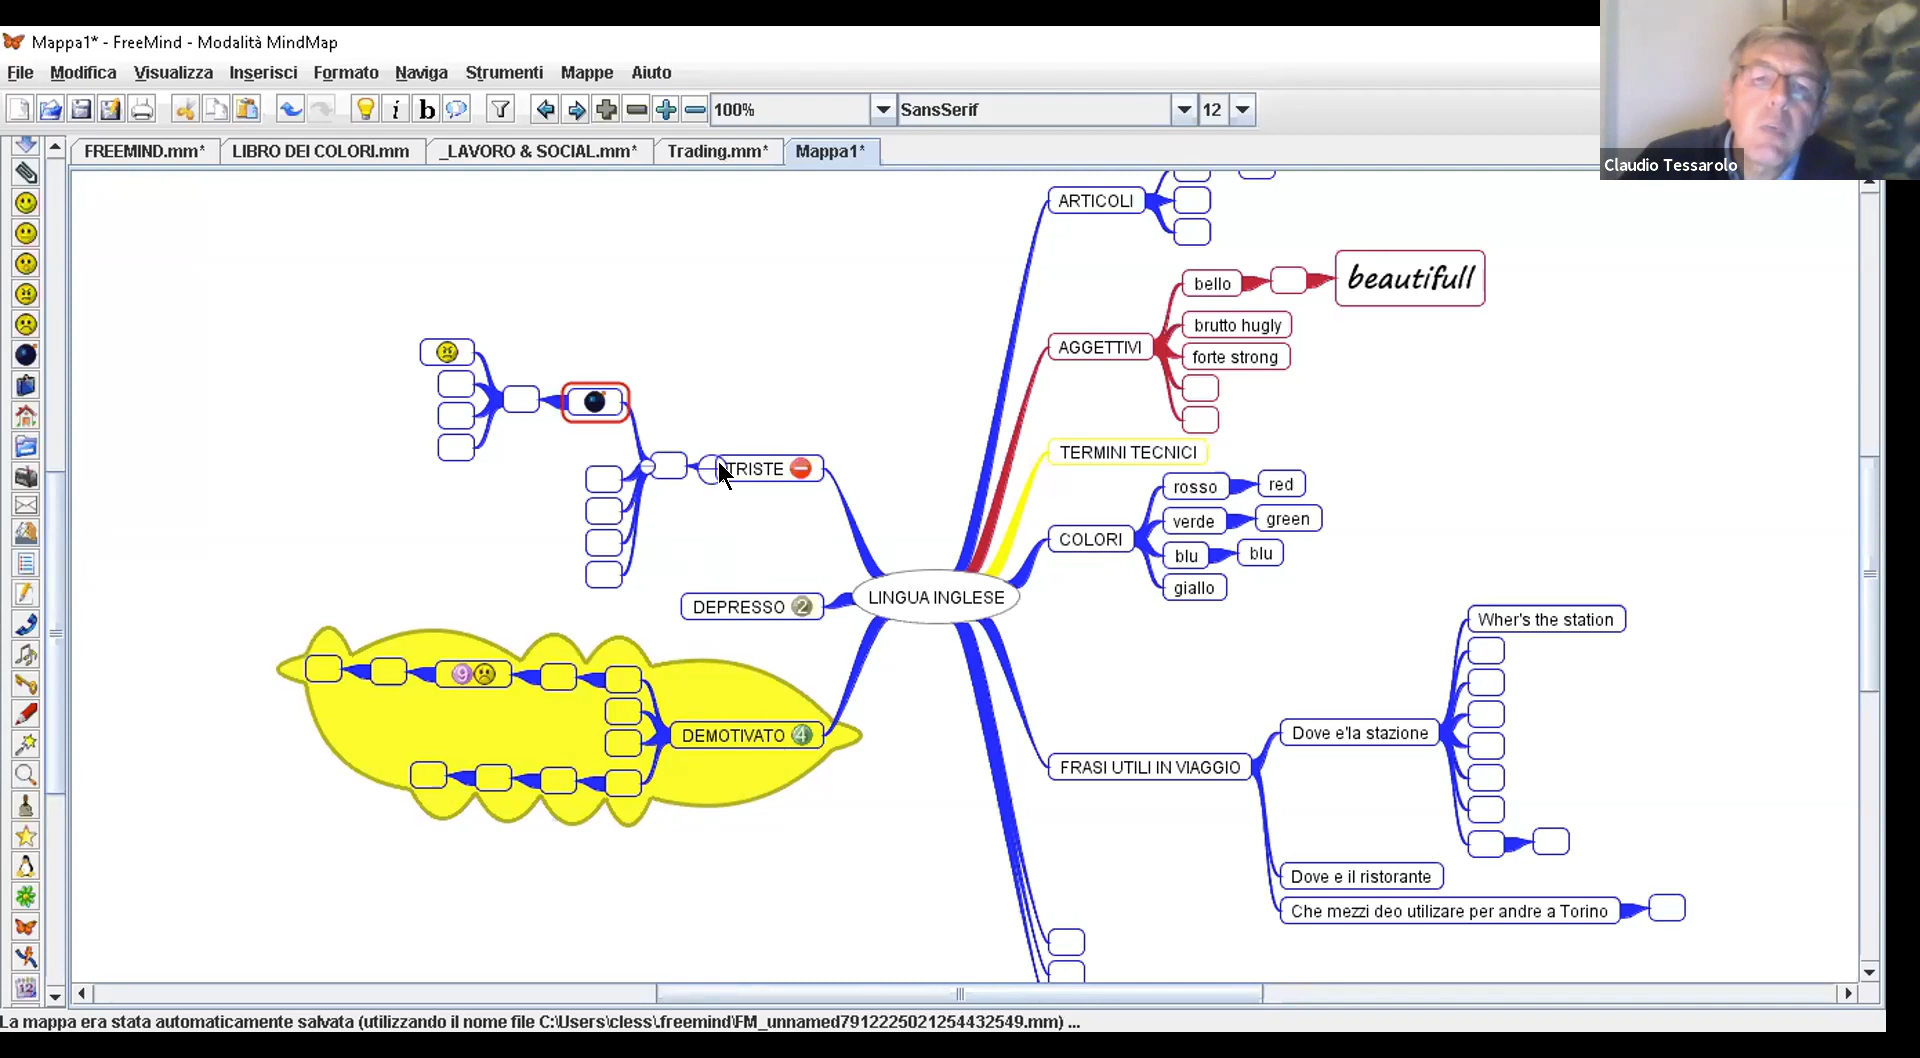 Mappa1* - FreeMind - Modalità MindMap
File Modifica Visualizza Inserisci Formato Naviga Strumenti Mappe Aiuto
100% SansSerif 12
FREEMIND.mm* LIBRO DEI COLORI.mm _LAVORO & SOCIAL.mm* Trading.mm* Mappa1*
Claudio Tessarolo
ARTICOLI
AGGETTIVI
bello
beautifull
brutto hugly
forte strong
TERMINI TECNICI
COLORI
rosso red
verde green
blu blu
giallo
TRISTE
LINGUA INGLESE
DEPRESSO 2
DEMOTIVATO 4
9
FRASI UTILI IN VIAGGIO
Dove e'la stazione
Wher's the station
Dove e il ristorante
Che mezzi deo utilizare per andre a Torino
12
La mappa era stata automaticamente salvata (utilizzando il nome file C:\Users\cless\.freemind\FM_unnamed7912225021254432549.mm) ...